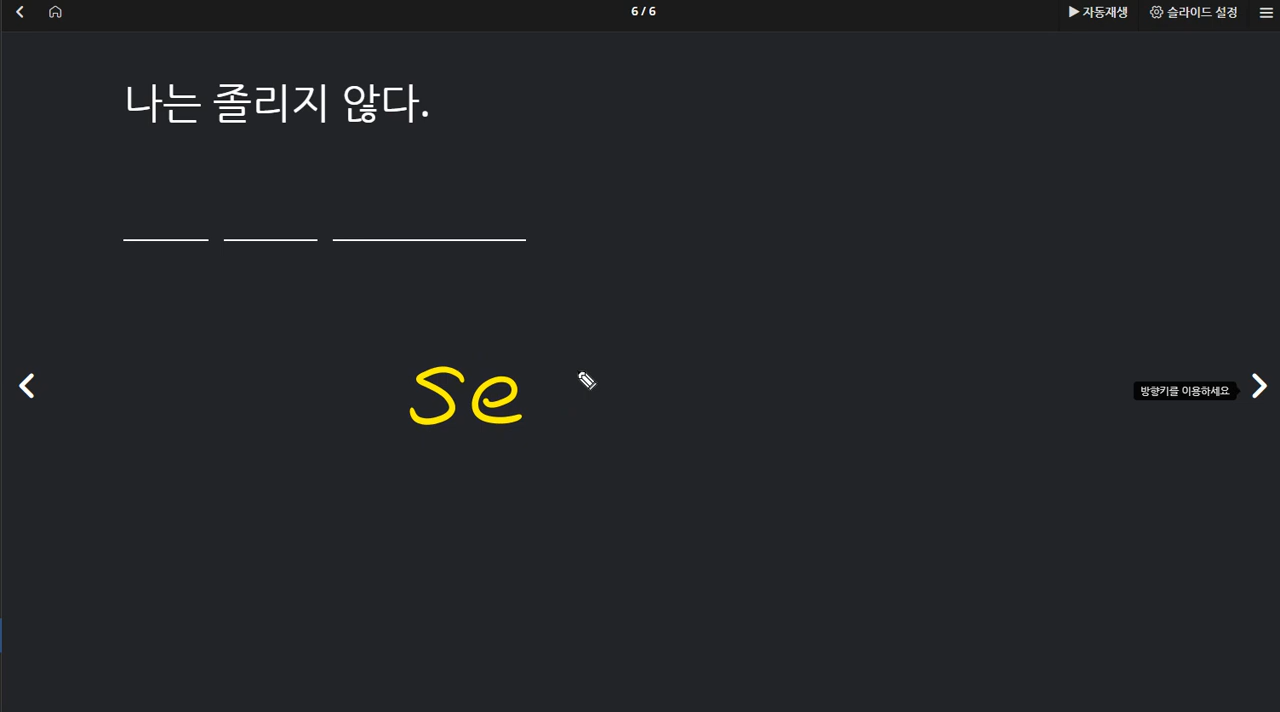 6 / 6
▶ 자동재생
슬라이드 설정
나는 졸리지 않다.
se
방향키를 이용하세요